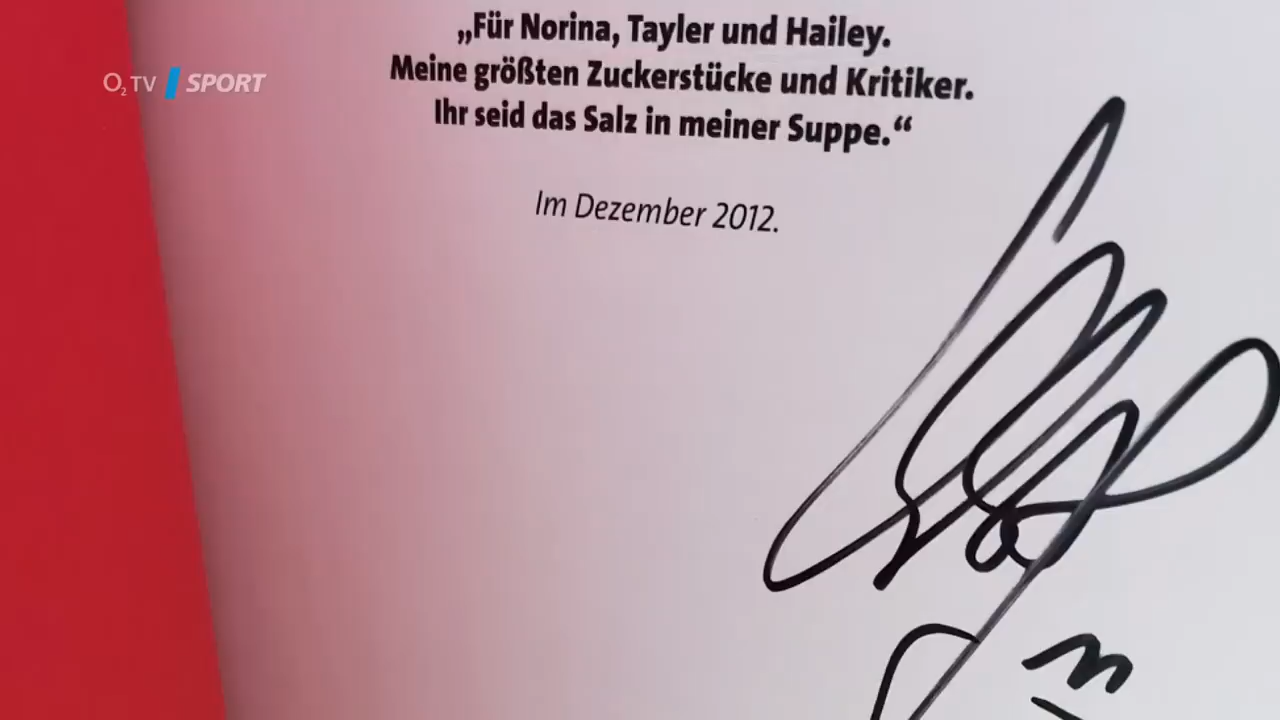 „Für Norina, Tayler und Hailey.
O₂ TV SPORT
Meine größten Zuckerstücke und Kritiker.
Ihr seid das Salz in meiner Suppe.“
Im Dezember 2012.